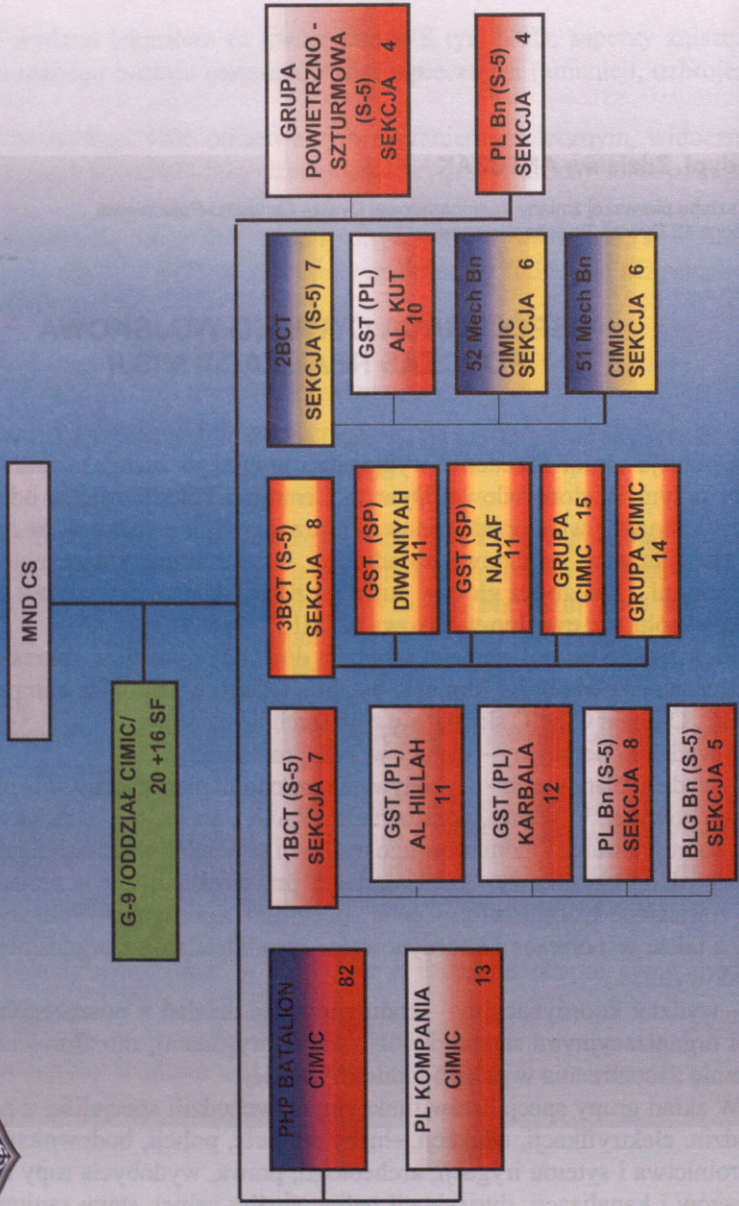 MND CS
G-9 /ODDZIAŁ CIMIC/
20 +16 SF
PHP BATALION
CIMIC
82
PL KOMPANIA
CIMIC
13
1BCT (S-5)
SEKCJA 7
GST (PL)
AL HILLAH
11
GST (PL)
KARBALA
12
PL Bn (S-5)
SEKCJA 8
BLG Bn (S-5)
SEKCJA 5
3BCT (S-5)
SEKCJA 8
GST (SP)
DIWANIYAH
11
GST (SP)
NAJAF
11
GRUPA
CIMIC 15
GRUPA CIMIC
14
2BCT
SEKCJA (S-5) 7
GST (PL)
AL KUT
10
52 Mech Bn
CIMIC
SEKCJA 6
51 Mech Bn
CIMIC
SEKCJA 6
GRUPA
POWIETRZNO -
SZTURMOWA
(S-5)
SEKCJA 4
PL Bn (S-5)
SEKCJA 4